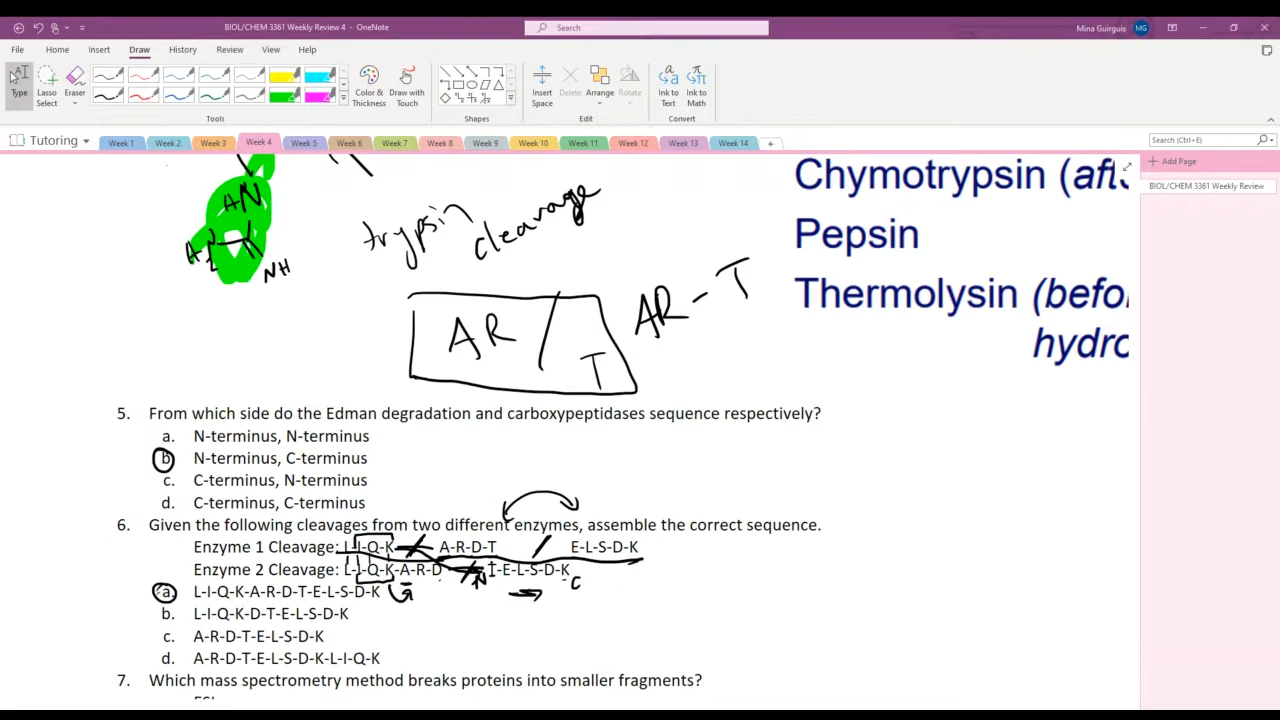 BIOL/CHEM 3361 Weekly Review 4 - OneNote
Search
Mina Guirguis MG
File Home Insert Draw History Review View Help
Type
Lasso Select
Eraser
Color & Thickness
Draw with Touch
Insert Space
Delete
Arrange
Rotate
Ink to Text
Ink to Math
Tools Shapes Edit Convert
Tutoring Week 1 Week 2 Week 3 Week 4 Week 5 Week 6 Week 7 Week 8 Week 9 Week 10 Week 11 Week 12 Week 13 Week 14
Search (Ctrl+E)
Add Page
BIOL/CHEM 3361 Weekly Review
Chymotrypsin (aft
AN
trypsin cleavage
Pepsin
NH
AR / T
AR - T
Thermolysin (befo
hydro
5. From which side do the Edman degradation and carboxypeptidases sequence respectively?
a. N-terminus, N-terminus
b. N-terminus, C-terminus
c. C-terminus, N-terminus
d. C-terminus, C-terminus
6. Given the following cleavages from two different enzymes, assemble the correct sequence.
Enzyme 1 Cleavage: L-I-Q-K A-R-D-T E-L-S-D-K
Enzyme 2 Cleavage: L-I-Q-K-A-R-D T-E-L-S-D-K
N C
a. L-I-Q-K-A-R-D-T-E-L-S-D-K
b. L-I-Q-K-D-T-E-L-S-D-K
c. A-R-D-T-E-L-S-D-K
d. A-R-D-T-E-L-S-D-K-L-I-Q-K
7. Which mass spectrometry method breaks proteins into smaller fragments?